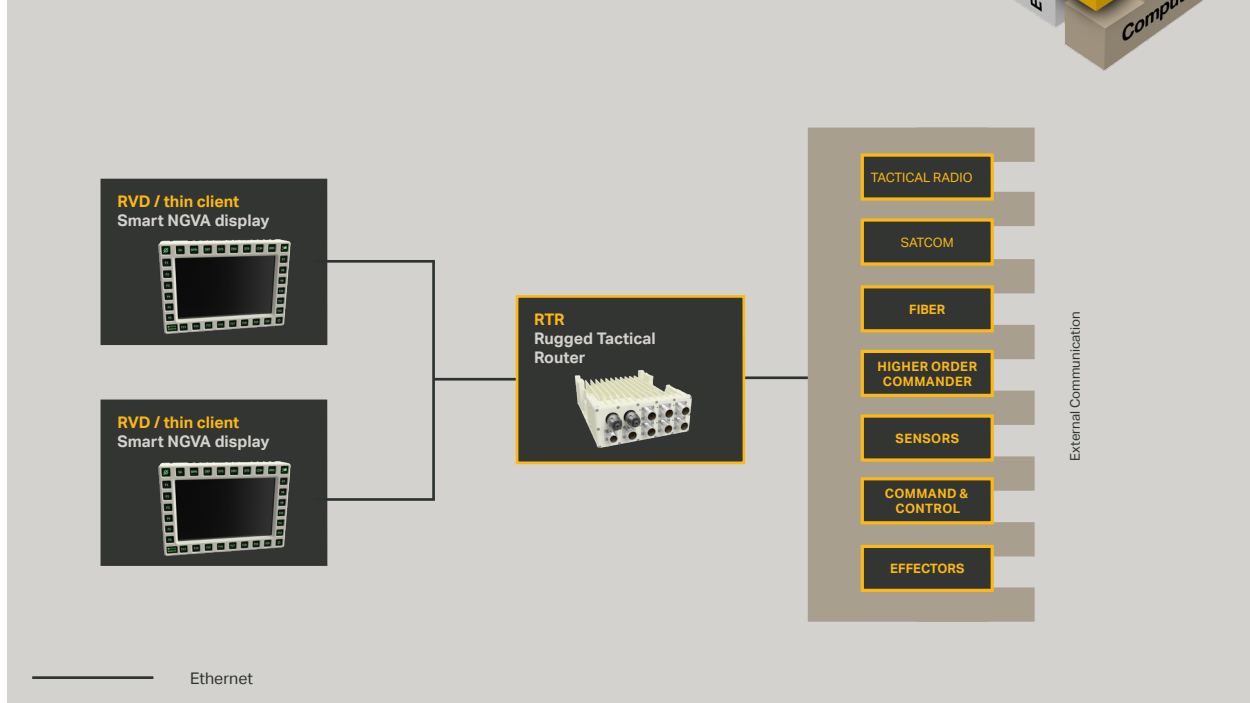 RVD / thin client
Smart NGVA display
RVD / thin client
Smart NGVA display
RTR
Rugged Tactical
Router
TACTICAL RADIO
SATCOM
FIBER
HIGHER ORDER
COMMANDER
SENSORS
COMMAND &
CONTROL
EFFECTORS
External Communication
Ethernet